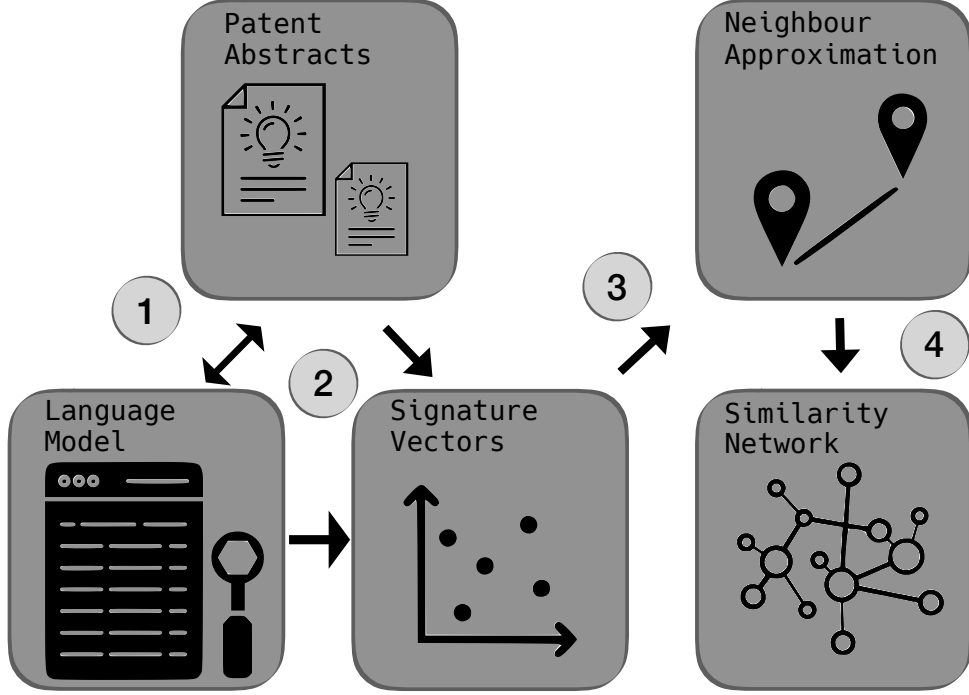 Patent
Abstracts
Neighbour
Approximation
1
3
2
4
Language
Model
Signature
Vectors
Similarity
Network